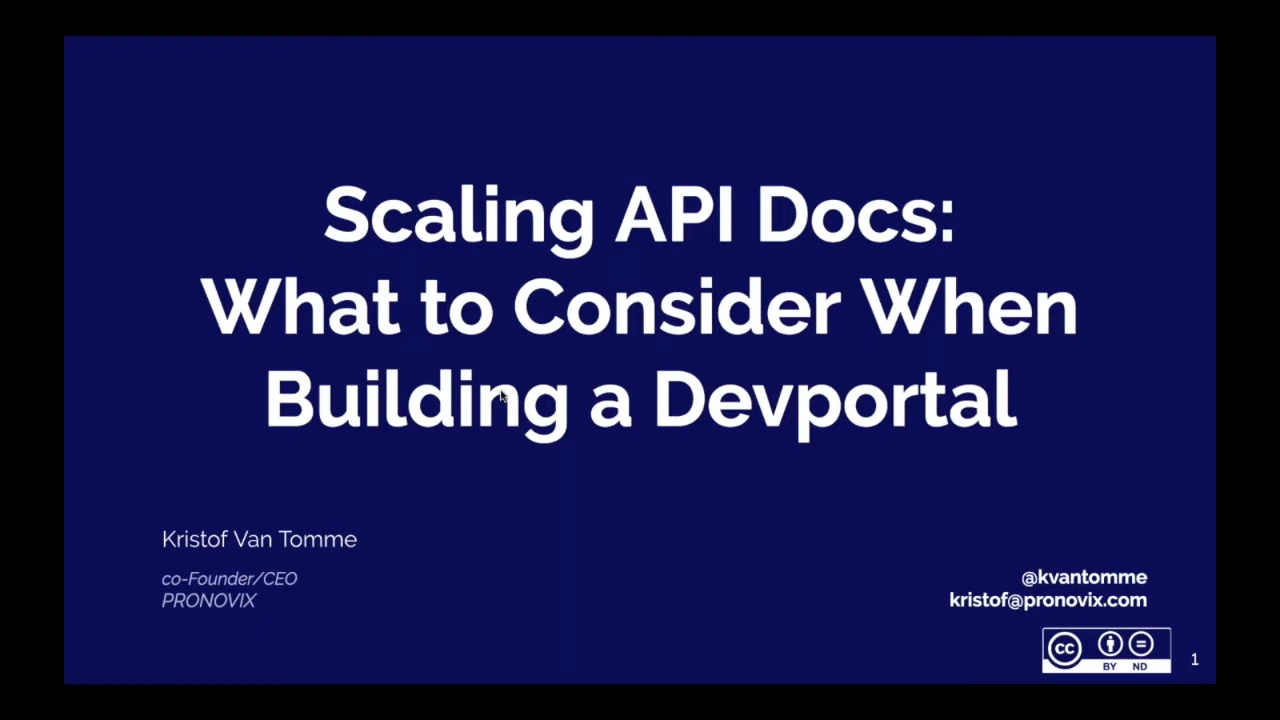 Scaling API Docs:
What to Consider When
Building a Devportal
Kristof Van Tomme
co-Founder/CEO
PRONOVIX
@kvantomme
kristof@pronovix.com
cc
BY ND
1